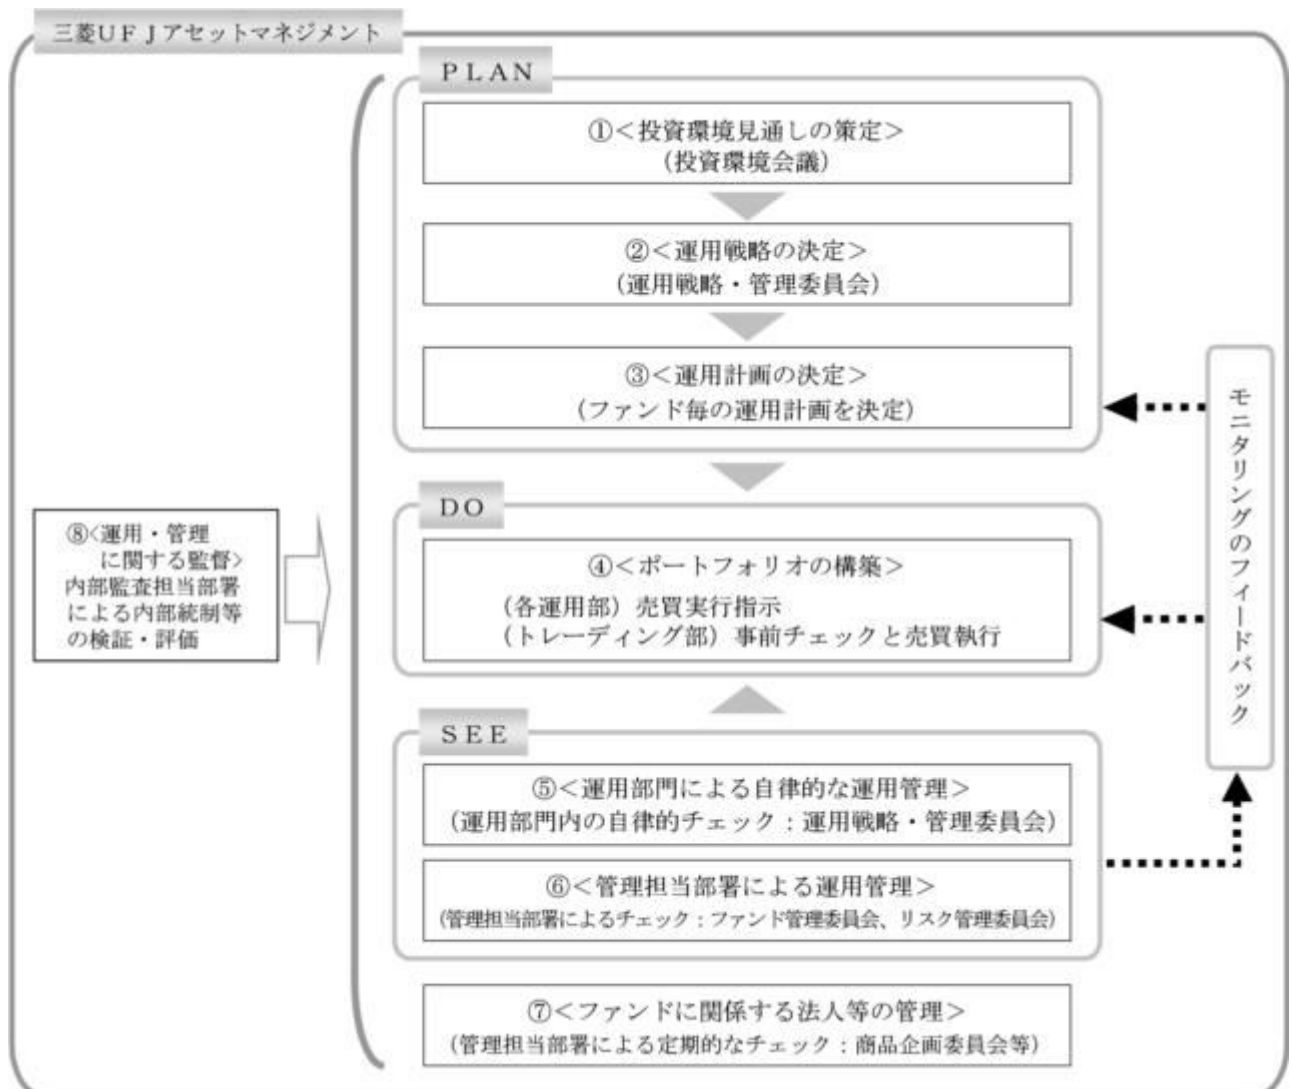 三菱ＵＦＪアセットマネジメント
ＰＬＡＮ
①＜投資環境見通しの策定＞
（投資環境会議）
②＜運用戦略の決定＞
（運用戦略・管理委員会）
③＜運用計画の決定＞
（ファンド毎の運用計画を決定）
ＤＯ
④＜ポートフォリオの構築＞
（各運用部）売買実行指示
（トレーディング部）事前チェックと売買執行
ＳＥＥ
⑤＜運用部門による自律的な運用管理＞
（運用部門内の自律的チェック：運用戦略・管理委員会）
⑥＜管理担当部署による運用管理＞
（管理担当部署によるチェック：ファンド管理委員会、リスク管理委員会）
⑦＜ファンドに関係する法人等の管理＞
（管理担当部署による定期的なチェック：商品企画委員会等）
⑧＜運用・管理
に関する監督＞
内部監査担当部署
による内部統制等
の検証・評価
モニタリングのフィードバック